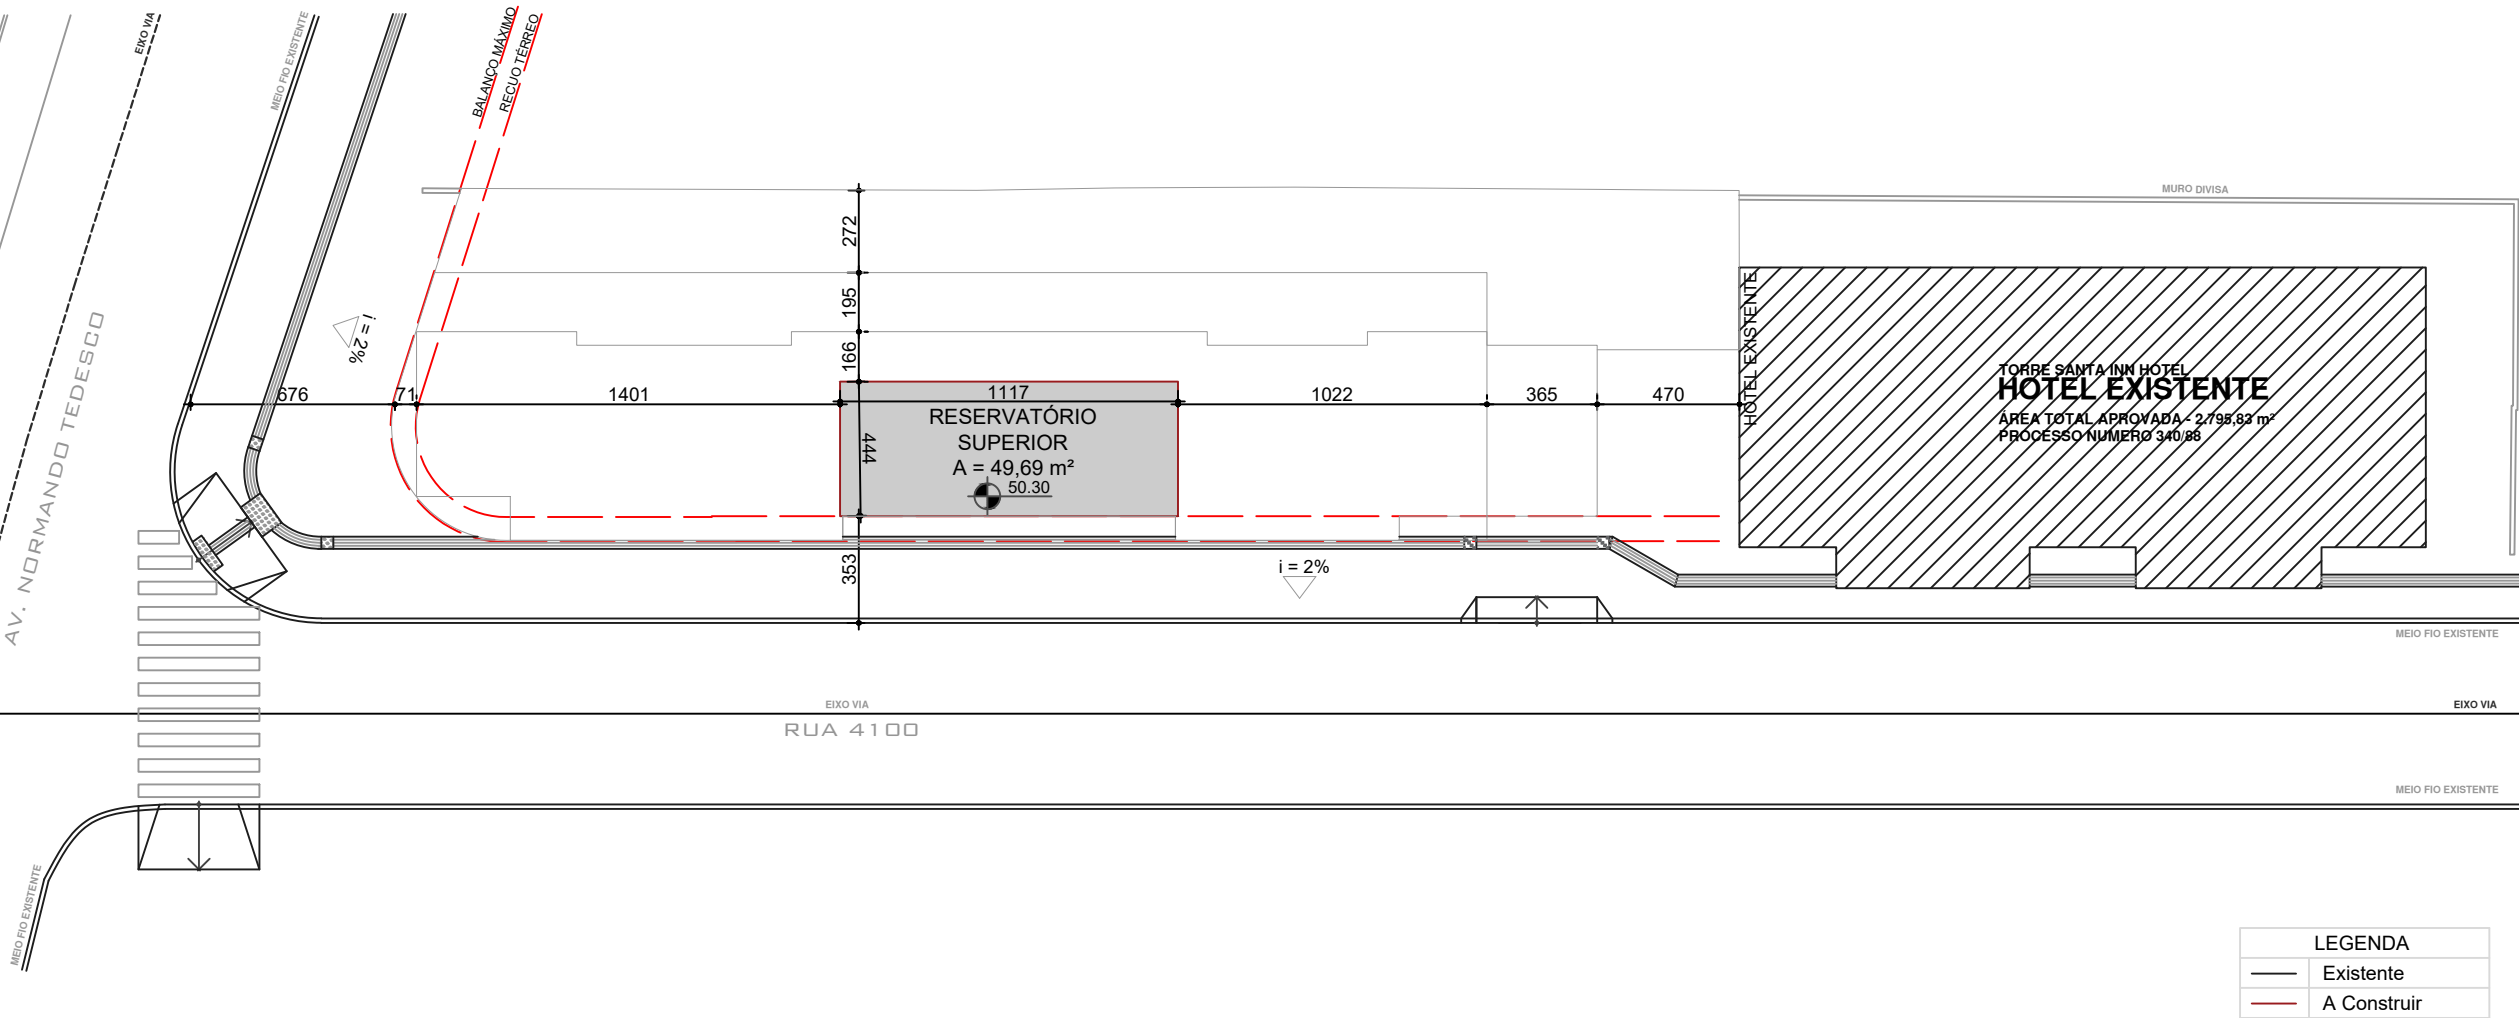 EIXO VIA
MEIO FIO EXISTENTE
BALANÇO MÁXIMO
RECUO TÉRREO
MURO DIVISA
272
195
166
i = 2%
AV. NORMANDO TEDESCO
676
71
1401
1117
1022
365
470
RESERVATÓRIO
SUPERIOR
A = 49,69 m²
50.30
444
HOTEL EXISTENTE
TORRE SANTA INN HOTEL
HOTEL EXISTENTE
ÁREA TOTAL APROVADA - 2.795,83 m²
PROCESSO NUMERO 340/88
353
i = 2%
MEIO FIO EXISTENTE
EIXO VIA
EIXO VIA
RUA 4100
MEIO FIO EXISTENTE
MEIO FIO EXISTENTE
LEGENDA
Existente
A Construir